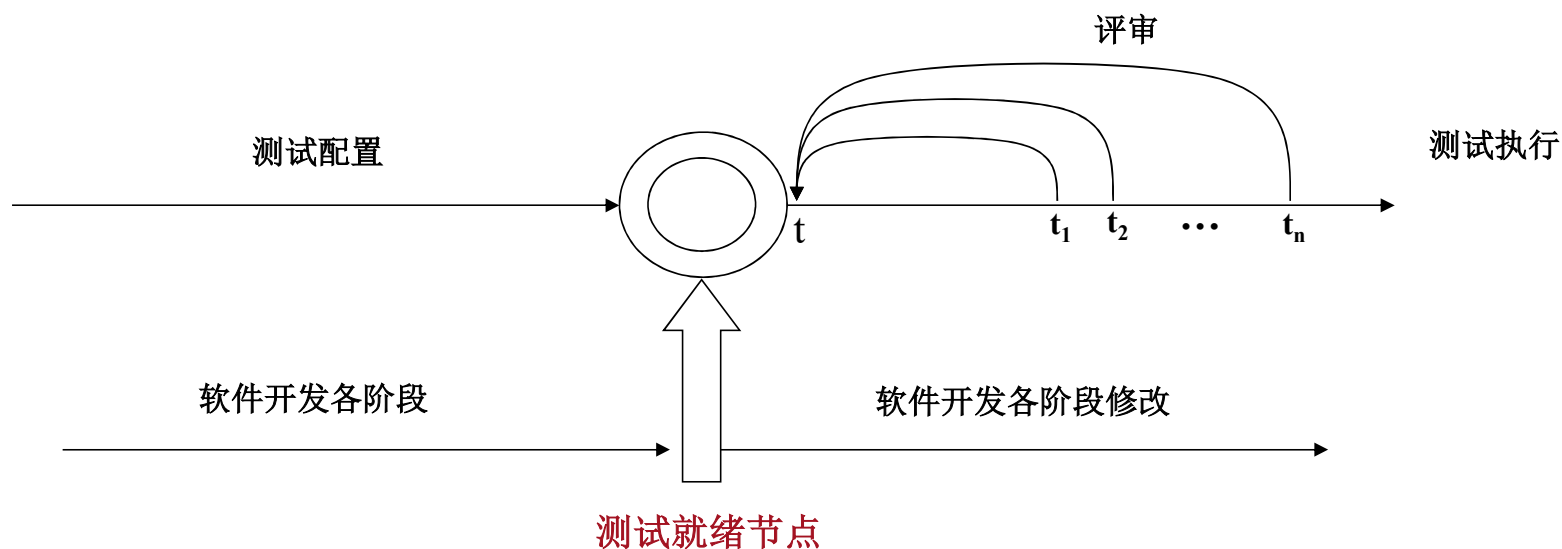 评审
测试配置
测试执行
t
t₁
t₂
…
tₙ
软件开发各阶段
软件开发各阶段修改
测试就绪节点